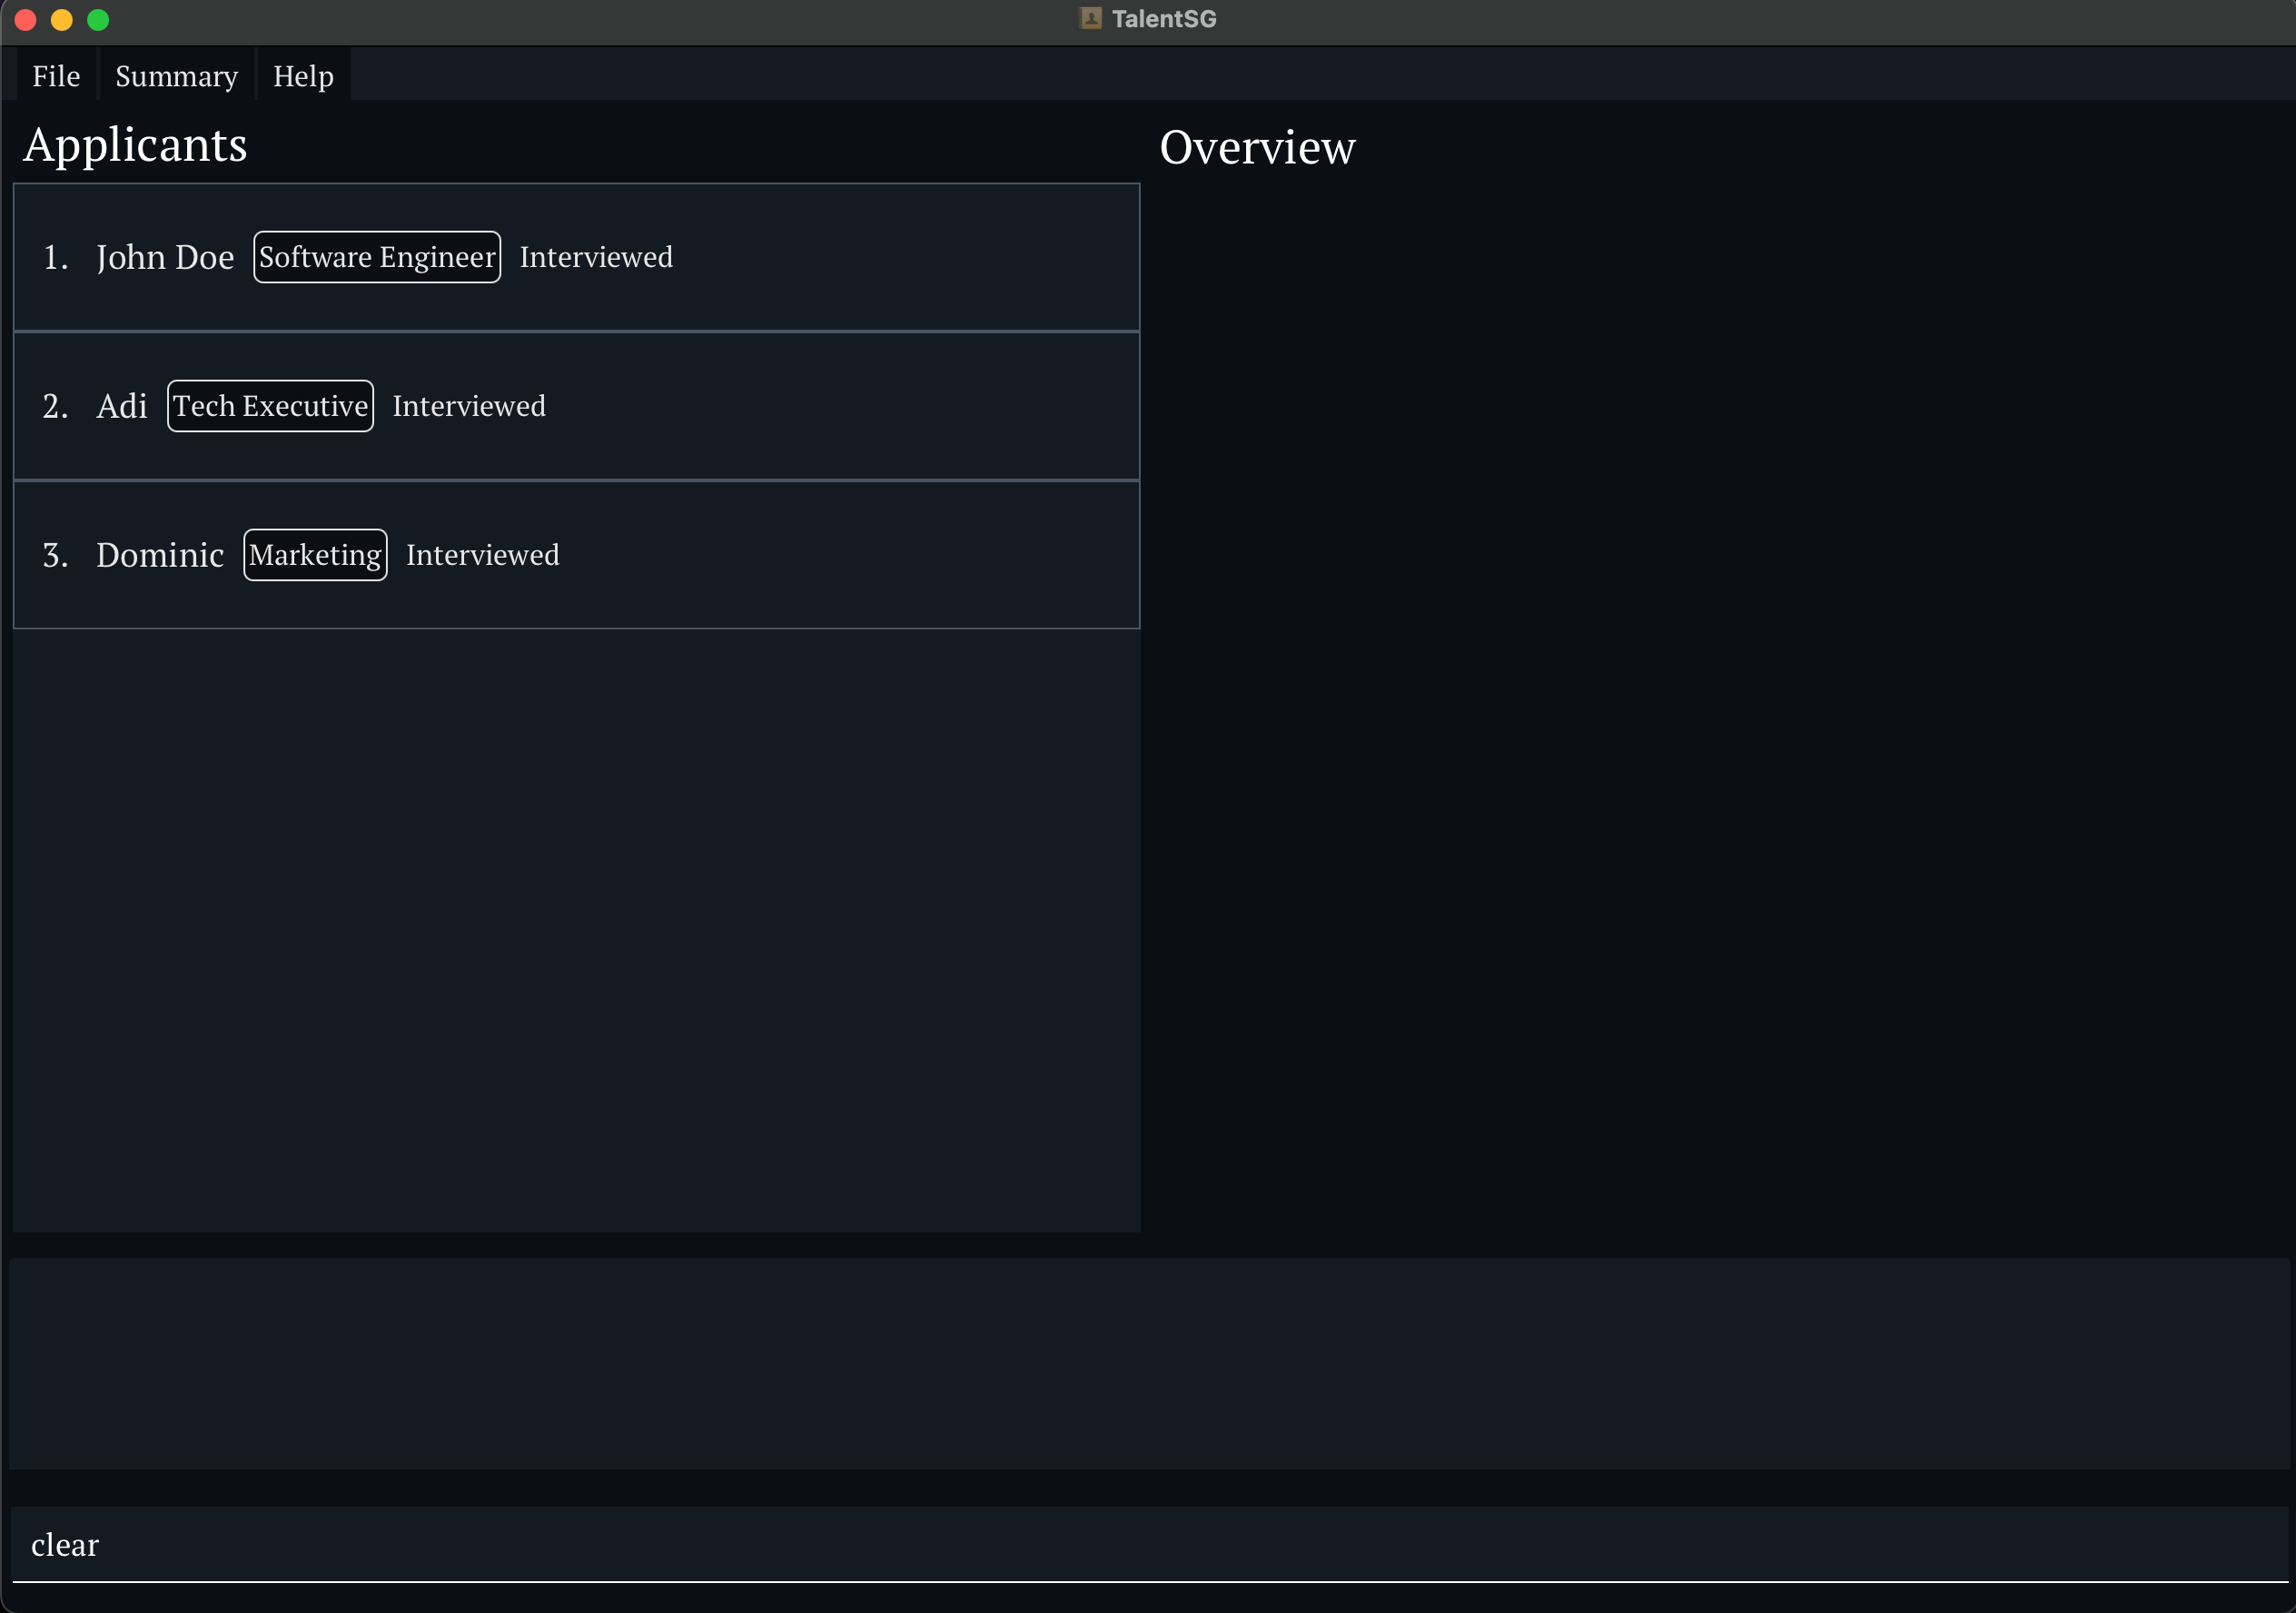 TalentSG
File Summary Help
Applicants
Overview
1. John Doe Software Engineer Interviewed
2. Adi Tech Executive Interviewed
3. Dominic Marketing Interviewed
clear